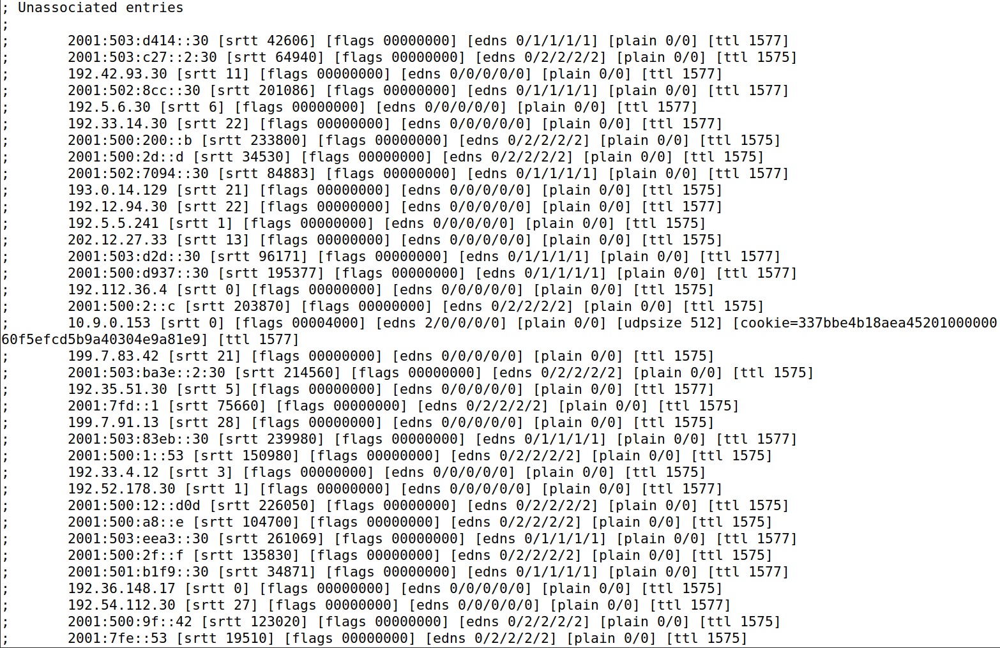 ; Unassociated entries
;
;       2001:503:d414::30 [srtt 42606] [flags 00000000] [edns 0/1/1/1/1] [plain 0/0] [ttl 1577]
;       2001:503:c27::2:30 [srtt 64940] [flags 00000000] [edns 0/2/2/2/2] [plain 0/0] [ttl 1575]
;       192.42.93.30 [srtt 11] [flags 00000000] [edns 0/0/0/0/0] [plain 0/0] [ttl 1577]
;       2001:502:8cc::30 [srtt 201086] [flags 00000000] [edns 0/1/1/1/1] [plain 0/0] [ttl 1577]
;       192.5.6.30 [srtt 6] [flags 00000000] [edns 0/0/0/0/0] [plain 0/0] [ttl 1577]
;       192.33.14.30 [srtt 22] [flags 00000000] [edns 0/0/0/0/0] [plain 0/0] [ttl 1577]
;       2001:500:200::b [srtt 233800] [flags 00000000] [edns 0/2/2/2/2] [plain 0/0] [ttl 1575]
;       2001:500:2d::d [srtt 34530] [flags 00000000] [edns 0/2/2/2/2] [plain 0/0] [ttl 1575]
;       2001:502:7094::30 [srtt 84883] [flags 00000000] [edns 0/1/1/1/1] [plain 0/0] [ttl 1577]
;       193.0.14.129 [srtt 21] [flags 00000000] [edns 0/0/0/0/0] [plain 0/0] [ttl 1575]
;       192.12.94.30 [srtt 22] [flags 00000000] [edns 0/0/0/0/0] [plain 0/0] [ttl 1577]
;       192.5.5.241 [srtt 1] [flags 00000000] [edns 0/0/0/0/0] [plain 0/0] [ttl 1575]
;       202.12.27.33 [srtt 13] [flags 00000000] [edns 0/0/0/0/0] [plain 0/0] [ttl 1575]
;       2001:503:d2d::30 [srtt 96171] [flags 00000000] [edns 0/1/1/1/1] [plain 0/0] [ttl 1577]
;       2001:500:d937::30 [srtt 195377] [flags 00000000] [edns 0/1/1/1/1] [plain 0/0] [ttl 1577]
;       192.112.36.4 [srtt 0] [flags 00000000] [edns 0/0/0/0/0] [plain 0/0] [ttl 1575]
;       2001:500:2::c [srtt 203870] [flags 00000000] [edns 0/2/2/2/2] [plain 0/0] [ttl 1575]
;       10.9.0.153 [srtt 0] [flags 00004000] [edns 2/0/0/0/0] [plain 0/0] [udpsize 512] [cookie=337bbe4b18aea45201000000
60f5efcd5b9a40304e9a81e9] [ttl 1577]
;       199.7.83.42 [srtt 21] [flags 00000000] [edns 0/0/0/0/0] [plain 0/0] [ttl 1575]
;       2001:503:ba3e::2:30 [srtt 214560] [flags 00000000] [edns 0/2/2/2/2] [plain 0/0] [ttl 1575]
;       192.35.51.30 [srtt 5] [flags 00000000] [edns 0/0/0/0/0] [plain 0/0] [ttl 1577]
;       2001:7fd::1 [srtt 75660] [flags 00000000] [edns 0/2/2/2/2] [plain 0/0] [ttl 1575]
;       199.7.91.13 [srtt 28] [flags 00000000] [edns 0/0/0/0/0] [plain 0/0] [ttl 1575]
;       2001:503:83eb::30 [srtt 239980] [flags 00000000] [edns 0/1/1/1/1] [plain 0/0] [ttl 1577]
;       2001:500:1::53 [srtt 150980] [flags 00000000] [edns 0/2/2/2/2] [plain 0/0] [ttl 1575]
;       192.33.4.12 [srtt 3] [flags 00000000] [edns 0/0/0/0/0] [plain 0/0] [ttl 1575]
;       192.52.178.30 [srtt 1] [flags 00000000] [edns 0/0/0/0/0] [plain 0/0] [ttl 1577]
;       2001:500:12::d0d [srtt 226050] [flags 00000000] [edns 0/2/2/2/2] [plain 0/0] [ttl 1575]
;       2001:500:a8::e [srtt 104700] [flags 00000000] [edns 0/2/2/2/2] [plain 0/0] [ttl 1575]
;       2001:503:eea3::30 [srtt 261069] [flags 00000000] [edns 0/1/1/1/1] [plain 0/0] [ttl 1577]
;       2001:500:2f::f [srtt 135830] [flags 00000000] [edns 0/2/2/2/2] [plain 0/0] [ttl 1575]
;       2001:501:b1f9::30 [srtt 34871] [flags 00000000] [edns 0/1/1/1/1] [plain 0/0] [ttl 1577]
;       192.36.148.17 [srtt 0] [flags 00000000] [edns 0/0/0/0/0] [plain 0/0] [ttl 1575]
;       192.54.112.30 [srtt 27] [flags 00000000] [edns 0/0/0/0/0] [plain 0/0] [ttl 1577]
;       2001:500:9f::42 [srtt 123020] [flags 00000000] [edns 0/2/2/2/2] [plain 0/0] [ttl 1575]
;       2001:7fe::53 [srtt 19510] [flags 00000000] [edns 0/2/2/2/2] [plain 0/0] [ttl 1575]